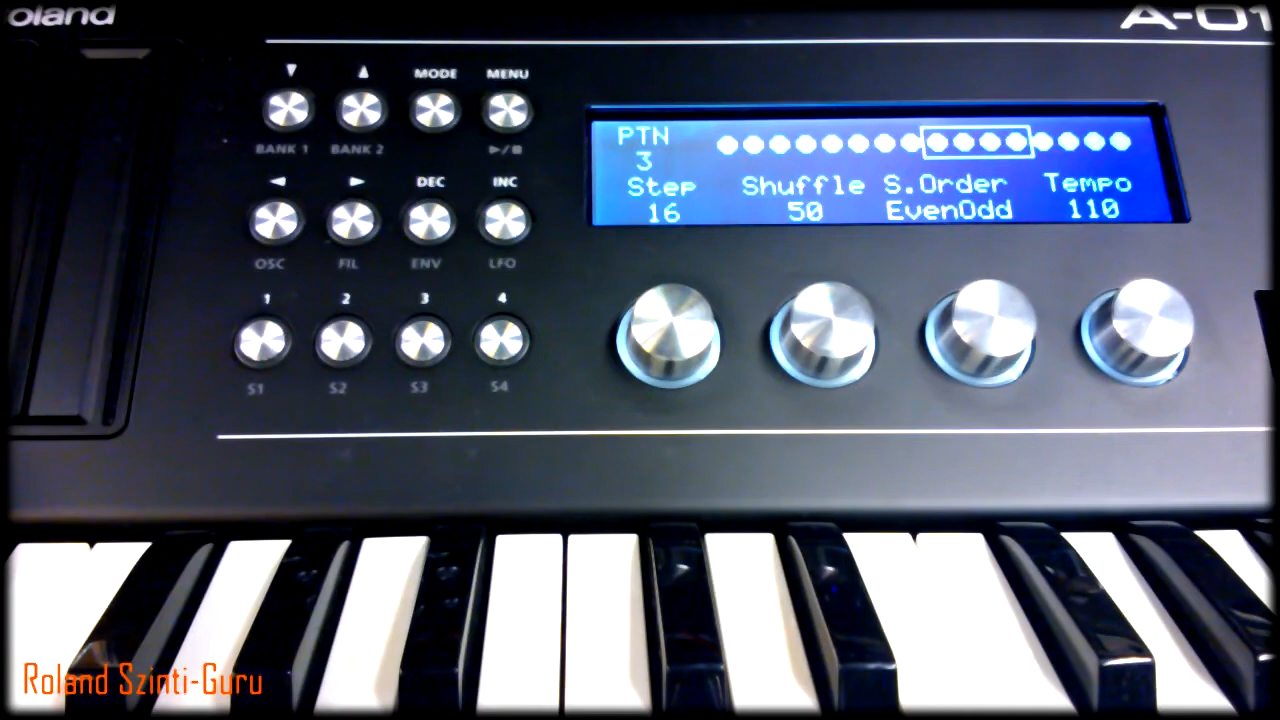 oland
A-01
▼ ▲ MODE MENU
BANK 1 BANK 2 ►/■
◄ ► DEC INC
OSC FIL ENV LFO
1 2 3 4
S1 S2 S3 S4
PTN
3
Step Shuffle S.Order Tempo
16 50 EvenOdd 110
Roland Szinti-Guru